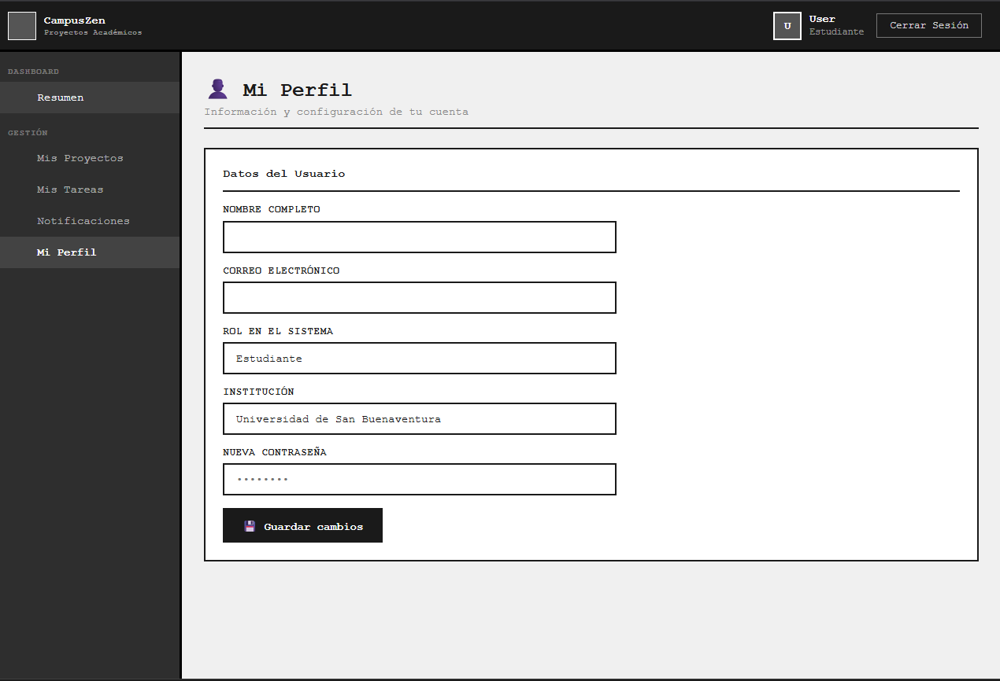 CampusZen
Proyectos Académicos
U
User
Estudiante
Cerrar Sesión
DASHBOARD
Resumen
GESTIÓN
Mis Proyectos
Mis Tareas
Notificaciones
Mi Perfil
Mi Perfil
Información y configuración de tu cuenta
Datos del Usuario
NOMBRE COMPLETO
CORREO ELECTRÓNICO
ROL EN EL SISTEMA
Estudiante
INSTITUCIÓN
Universidad de San Buenaventura
NUEVA CONTRASEÑA
••••••••
Guardar cambios